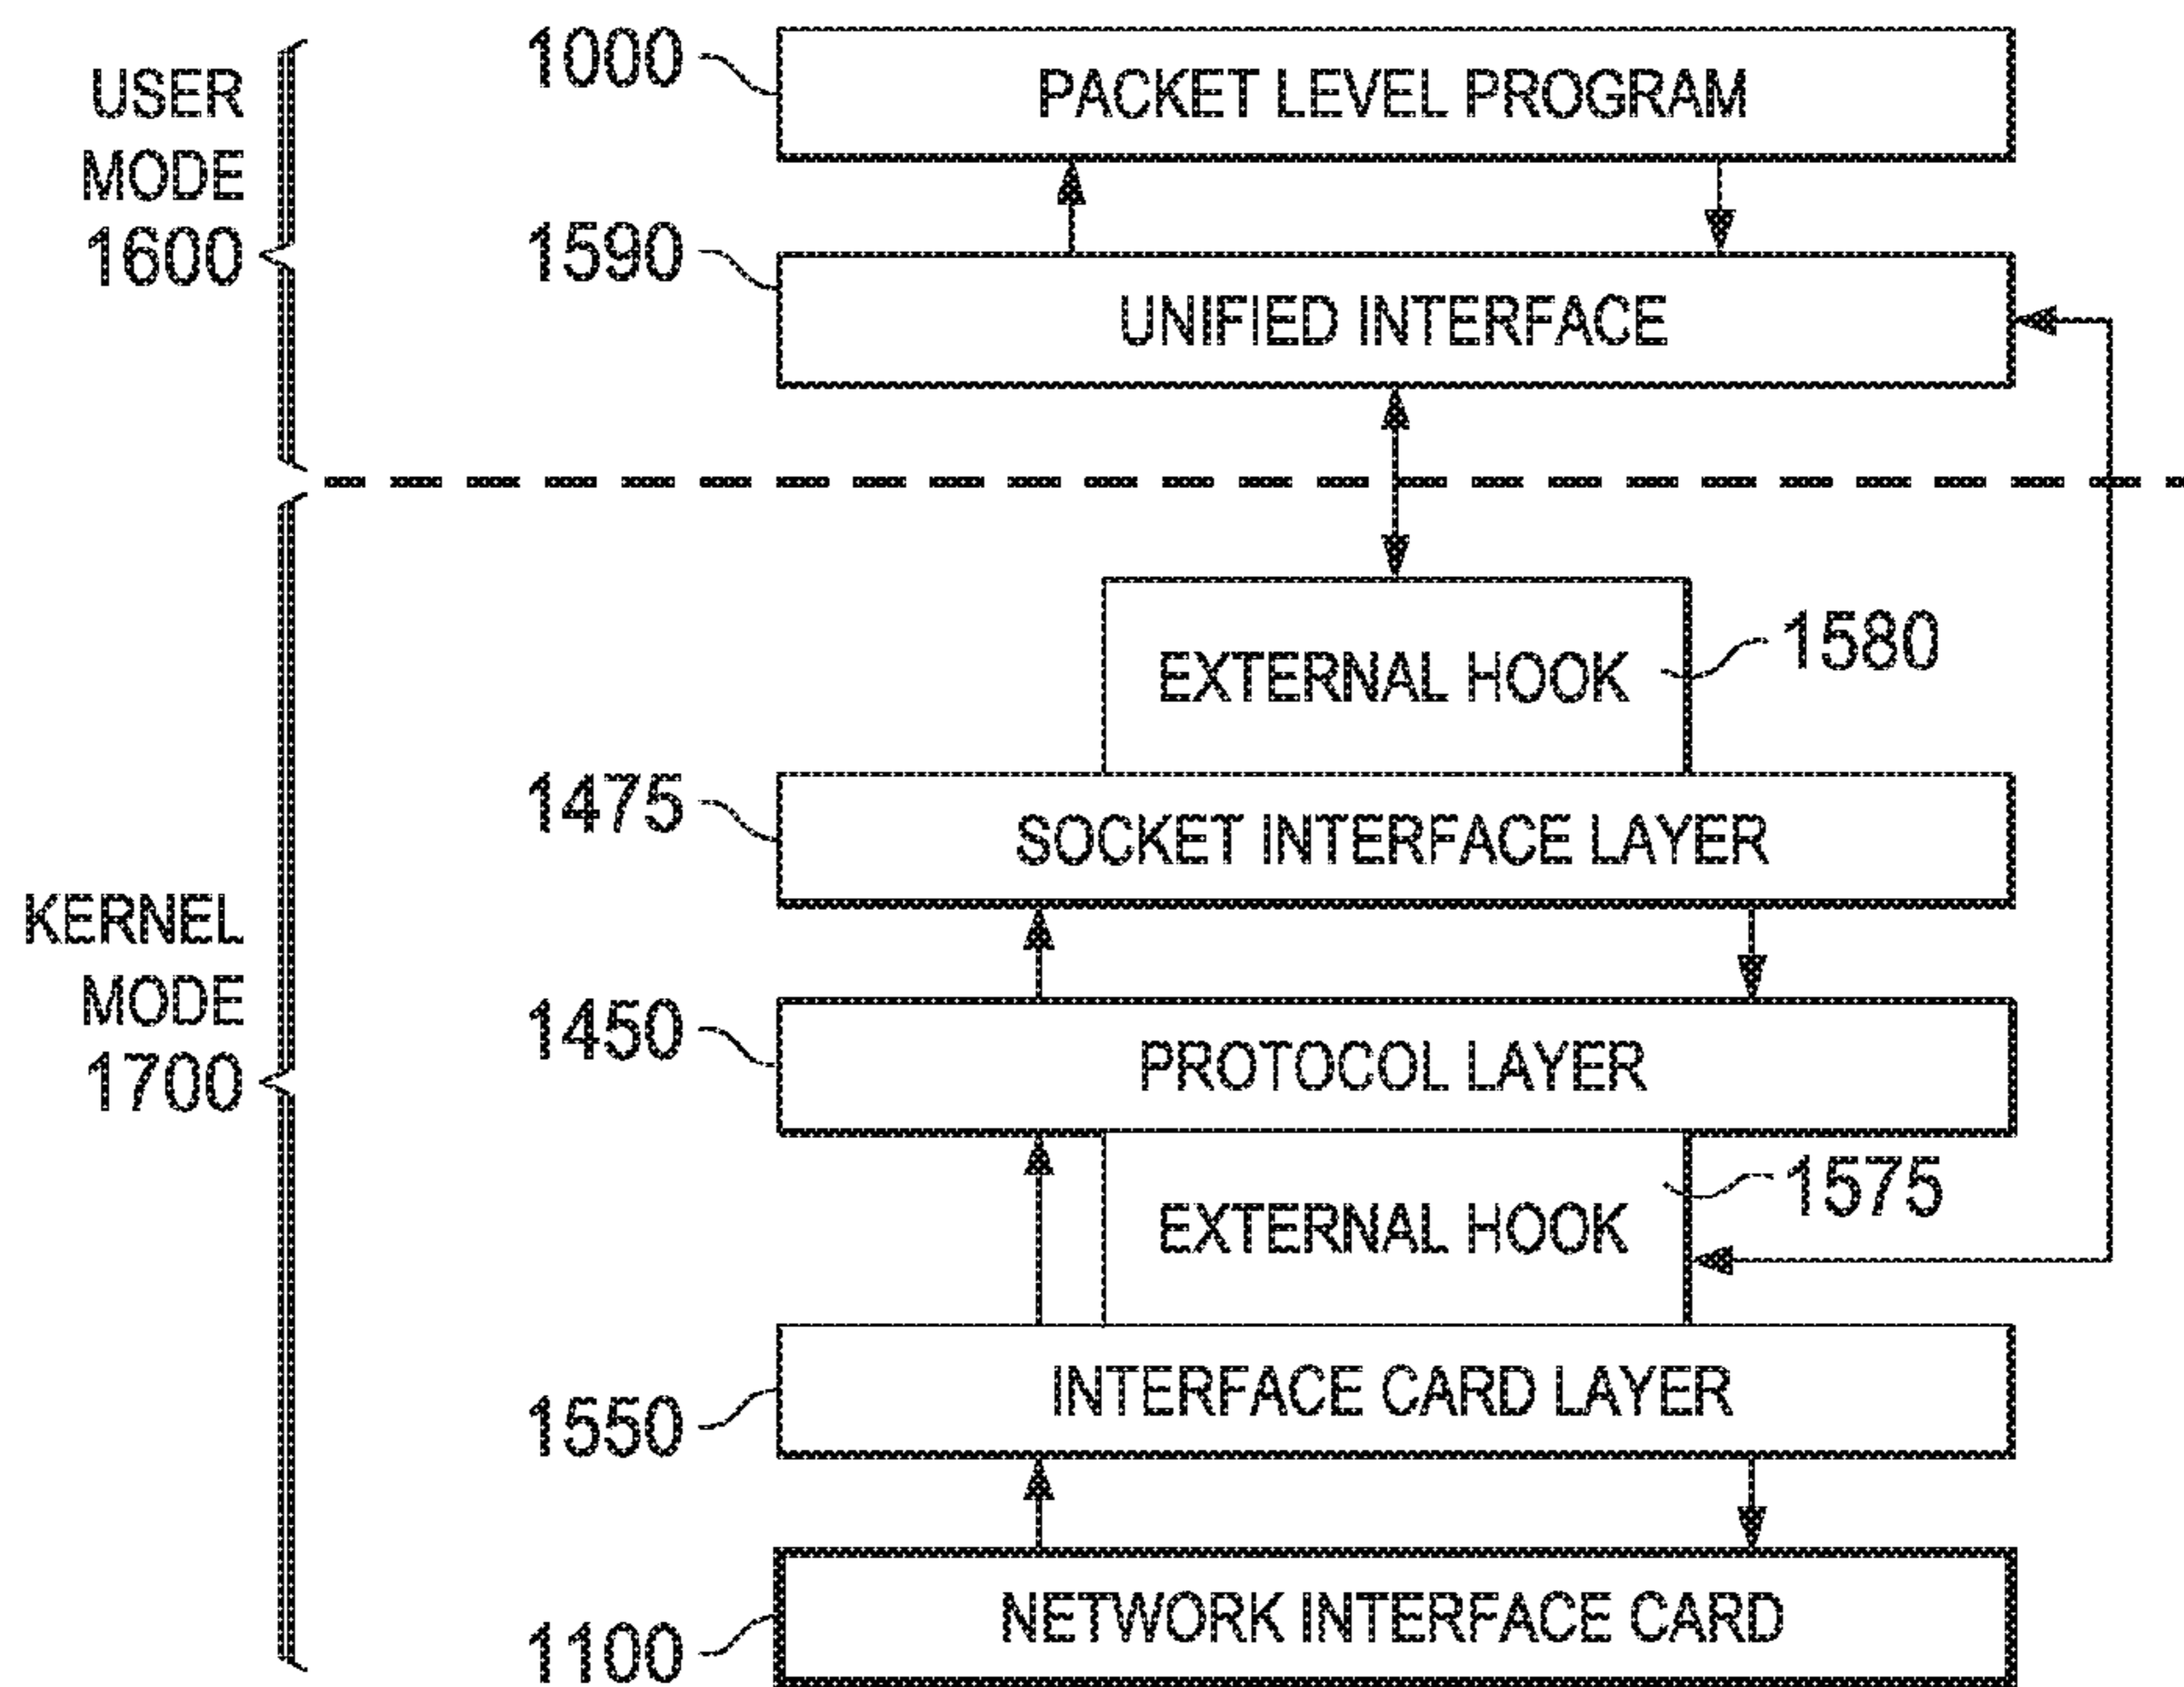 1000
PACKET LEVEL PROGRAM
USER
MODE
1600
1590
UNIFIED INTERFACE
EXTERNAL HOOK
1580
1475
SOCKET INTERFACE LAYER
KERNEL
MODE
1700
1450
PROTOCOL LAYER
EXTERNAL HOOK
1575
1550
INTERFACE CARD LAYER
1100
NETWORK INTERFACE CARD